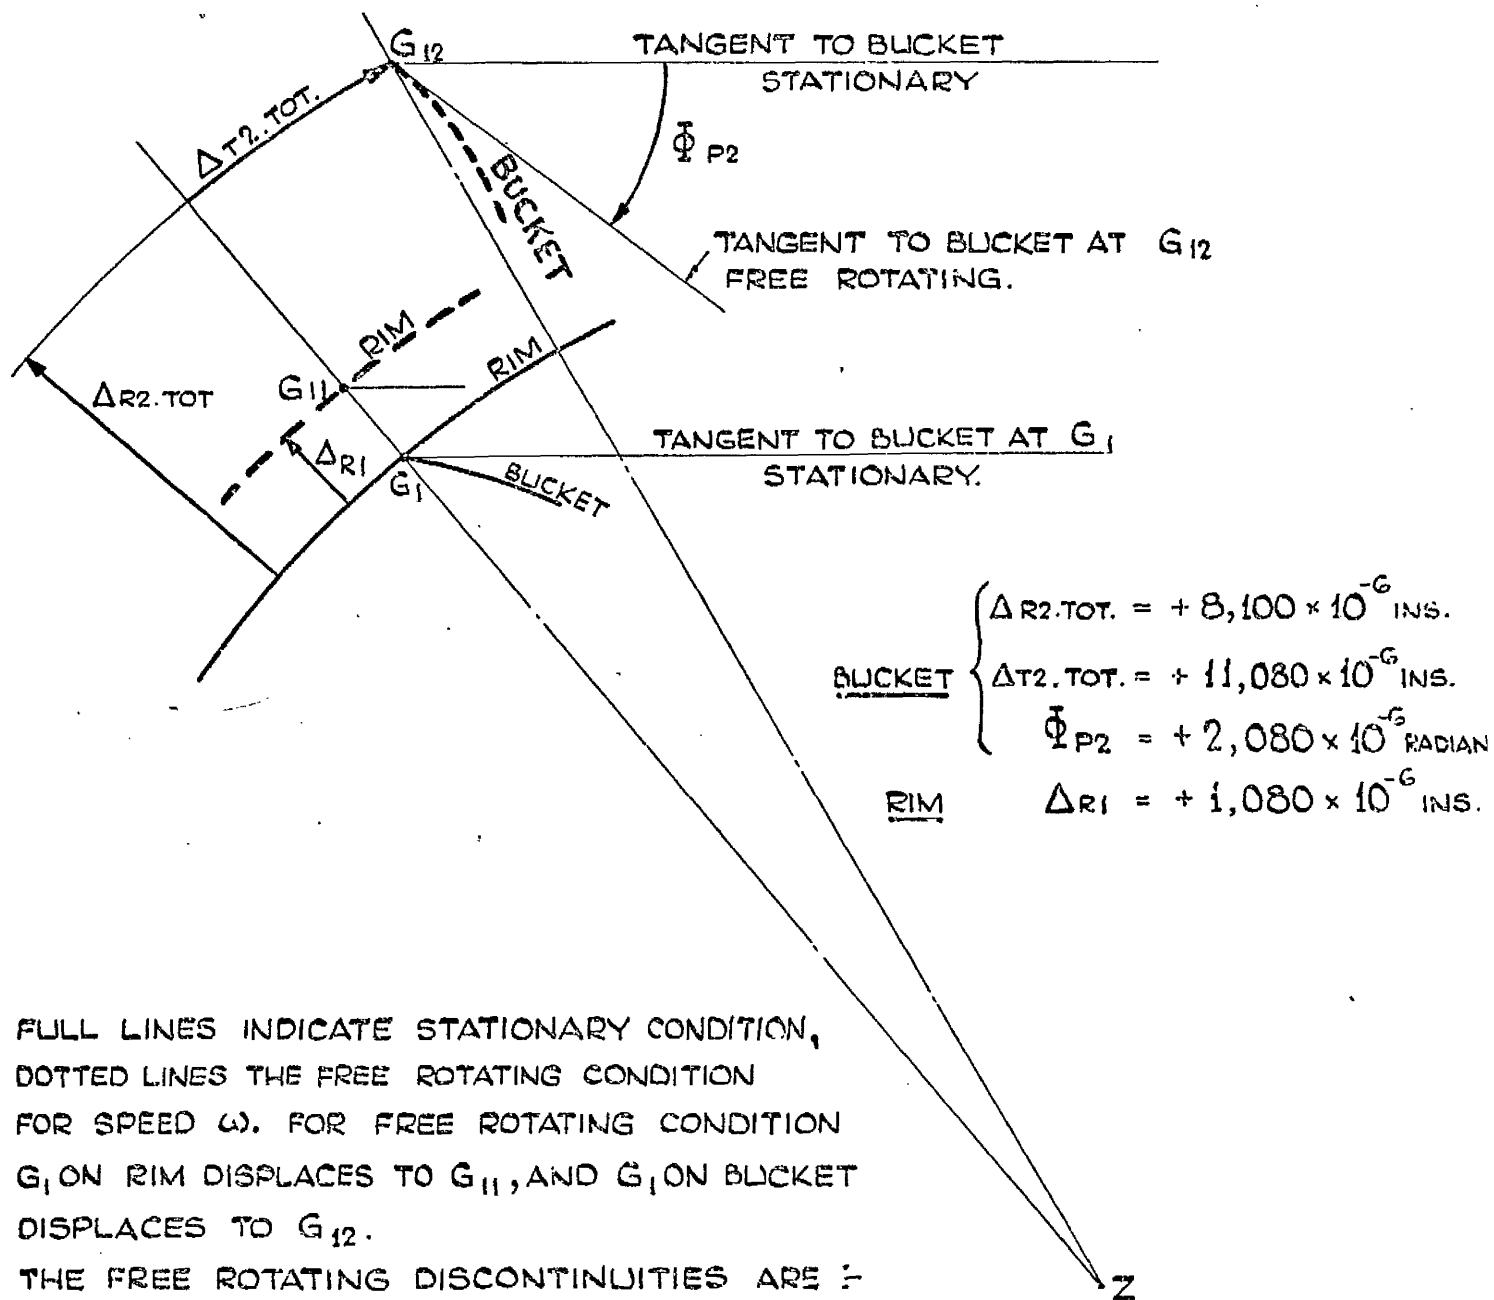 G12
TANGENT TO BUCKET
STATIONARY
ΔT2.TOT.
ΦP2
BUCKET
TANGENT TO BUCKET AT G12
FREE ROTATING.
RIM
RIM
G11
ΔR2.TOT
ΔR1
G1
BUCKET
TANGENT TO BUCKET AT G1
STATIONARY.
ΔR2.TOT. = + 8,100 × 10^-6 INS.
BUCKET
ΔT2.TOT. = + 11,080 × 10^-6 INS.
ΦP2 = + 2,080 × 10^-6 RADIAN
RIM ΔR1 = + 1,080 × 10^-6 INS.
FULL LINES INDICATE STATIONARY CONDITION,
DOTTED LINES THE FREE ROTATING CONDITION
FOR SPEED ω. FOR FREE ROTATING CONDITION
G1 ON RIM DISPLACES TO G11, AND G1 ON BUCKET
DISPLACES TO G12.
THE FREE ROTATING DISCONTINUITIES ARE :-
Z